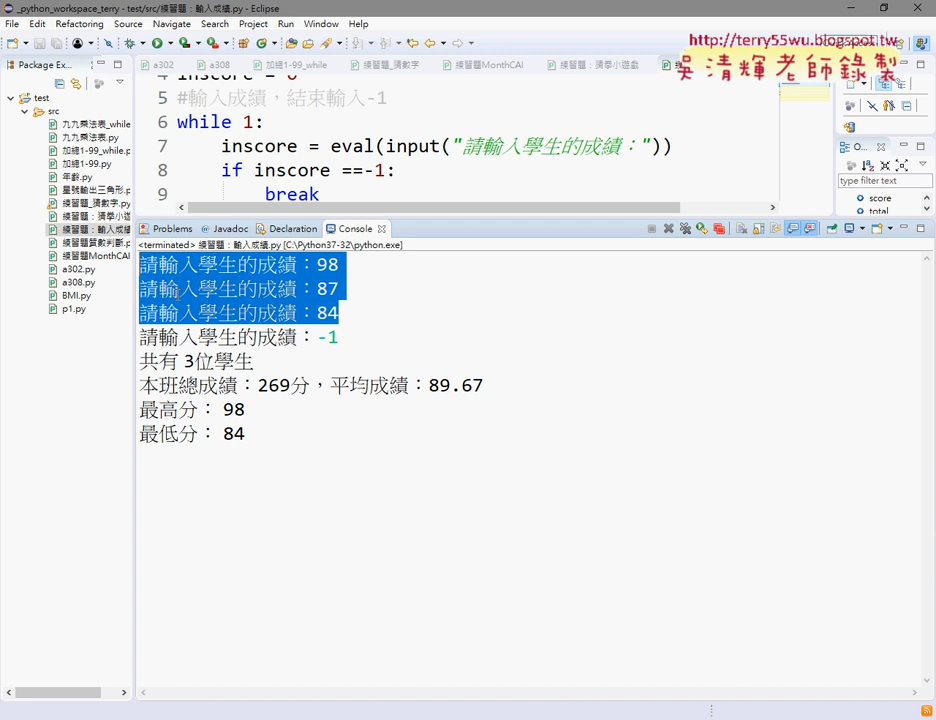 _python_workspace_terry - test/src/練習題：輸入成績.py - Eclipse
File Edit Refactoring Source Navigate Search Project Run Window Help
http://terry55wu.blogspot.tw
吳清輝老師錄製
Package Ex...
a302
a308
加總1-99_while
練習題_猜數字
練習題MonthCAI
練習題：猜學小遊戲
test
src
九九乘法表_while
九九乘法表.py
加總1-99_while.p
加總1-99.py
年齡.py
星號輸出三角形.p
練習題_猜數字.py
練習題：猜學小遊
練習題：輸入成績
練習題質數判斷.p
練習題MonthCAI
a302.py
a308.py
BMI.py
p1.py
4 inscore = 0
5 #輸入成績，結束輸入-1
6 while 1:
7 inscore = eval(input("請輸入學生的成績："))
8 if inscore ==-1:
9 break
O...
type filter text
score
total
Problems Javadoc Declaration Console
<terminated> 練習題：輸入成績.py [C:\Python37-32\python.exe]
請輸入學生的成績：98
請輸入學生的成績：87
請輸入學生的成績：84
請輸入學生的成績：-1
共有 3位學生
本班總成績：269分，平均成績：89.67
最高分： 98
最低分： 84